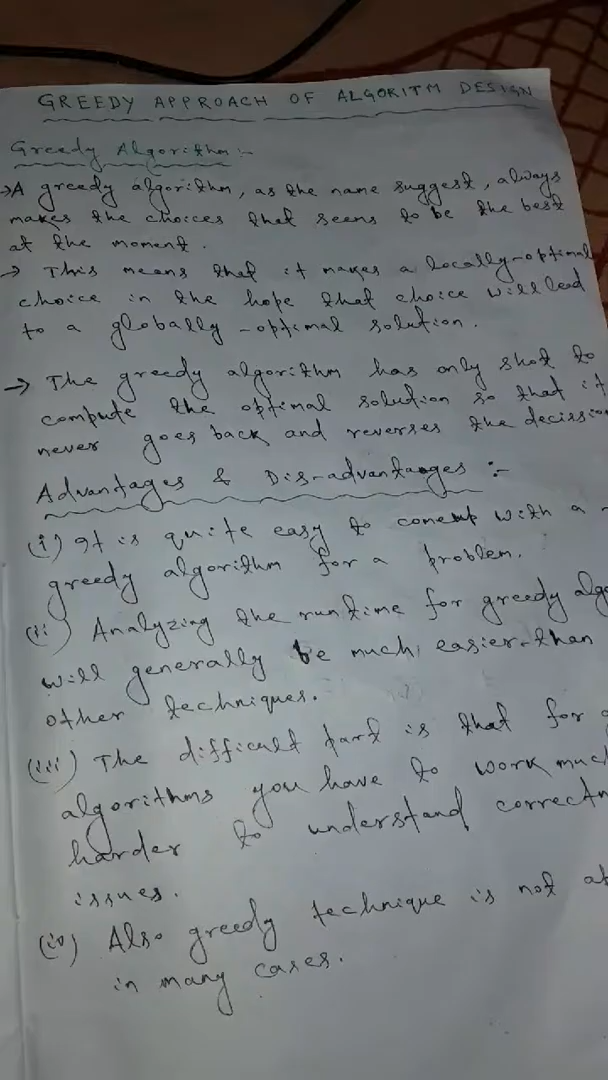 GREEDY APPROACH OF ALGORITM DESIGN
Greedy Algorithm :-
→ A greedy algorithm, as the name suggest, always
makes the choices that seems to be the best
at the moment.
→ This means that it makes a locally-optimal
choice in the hope that choice will lead
to a globally-optimal solution.
→ The greedy algorithm has only shot to
compute the optimal solution so that it
never goes back and reverses the decission
Advantages & Dis-advantages :-
(i) It is quite easy to come up with a
greedy algorithm for a problem.
(ii) Analyzing the runtime for greedy algo
will generally be much easier than
other techniques.
(iii) The difficult part is that for g
algorithms you have to work much
harder to understand correctn
issues.
(iv) Also greedy technique is not
in many cases.